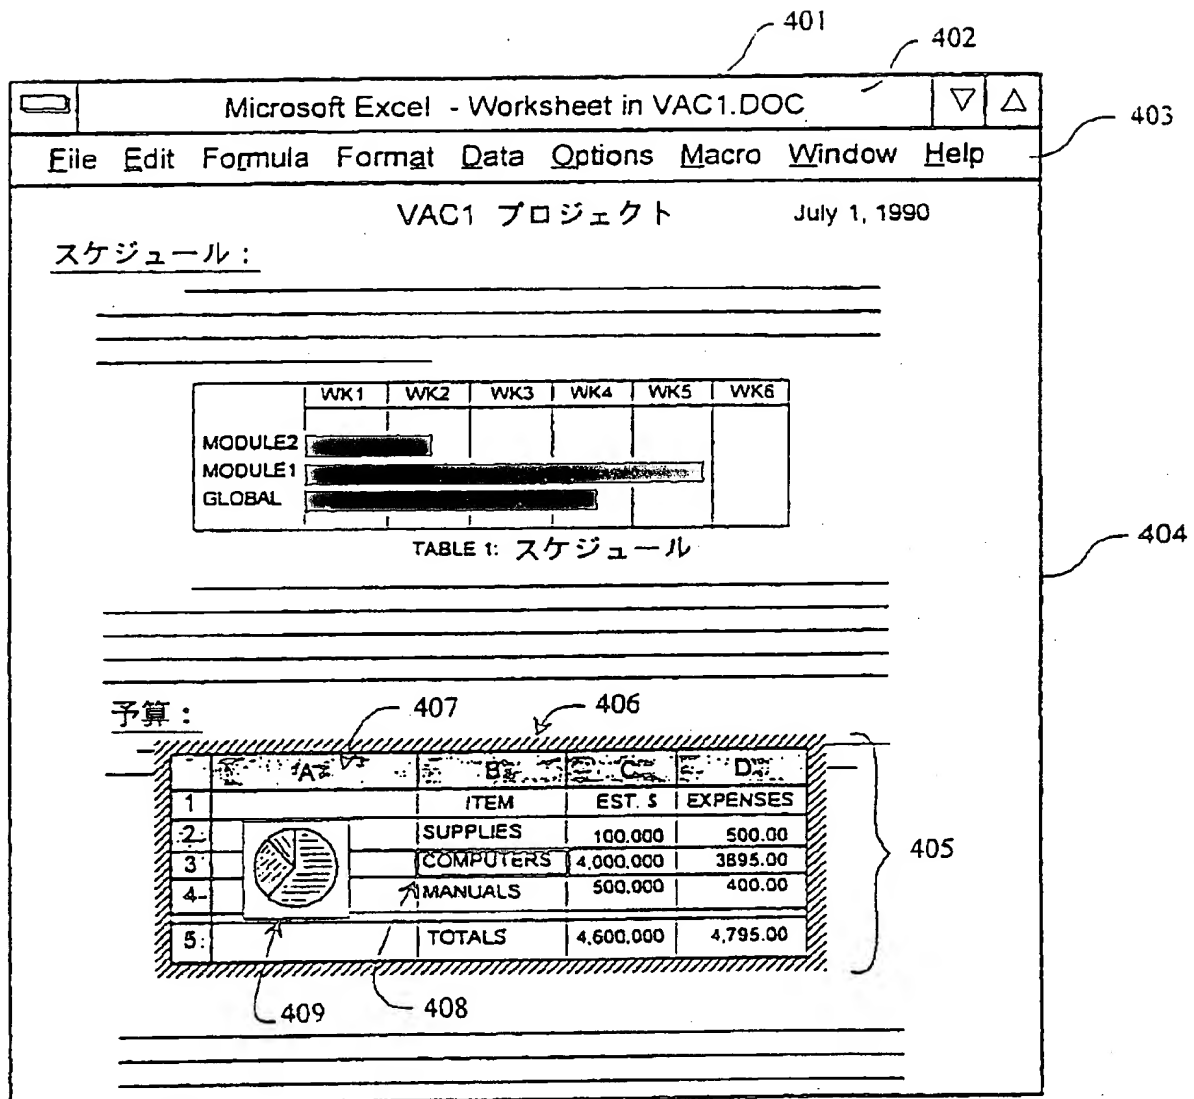 401
402
Microsoft Excel - Worksheet in VAC1.DOC
403
File Edit Formula Format Data Options Macro Window Help
VAC1 プロジェクト July 1, 1990
スケジュール：
WK1 WK2 WK3 WK4 WK5 WK6
MODULE2
MODULE1
GLOBAL
TABLE 1: スケジュール
404
予算：
407 406
A B C D
1 ITEM EST. $ EXPENSES
2 SUPPLIES 100.000 500.00
3 COMPUTERS 4,000.000 3895.00
405
4 MANUALS 500.000 400.00
5 TOTALS 4,600.000 4,795.00
409 408